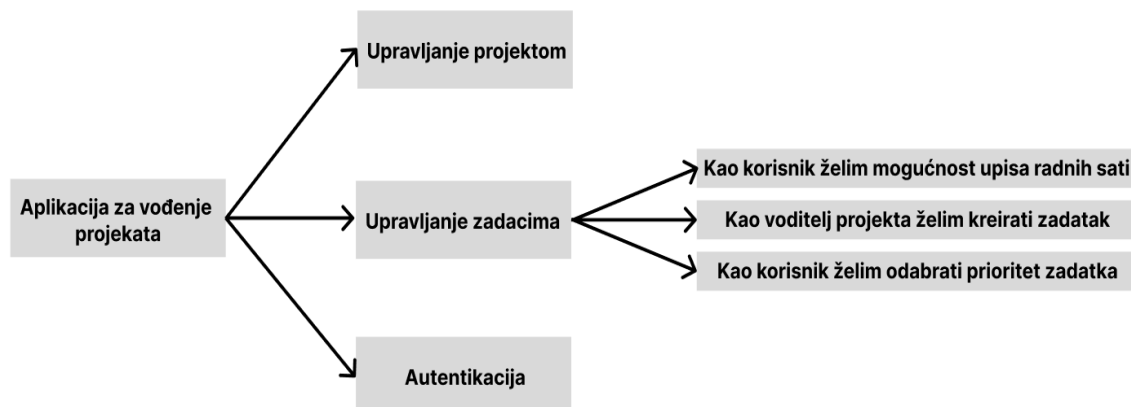 Aplikacija za vođenje
projekata
Upravljanje projektom
Upravljanje zadacima
Autentikacija
Kao korisnik želim mogućnost upisa radnih sati
Kao voditelj projekta želim kreirati zadatak
Kao korisnik želim odabrati prioritet zadatka